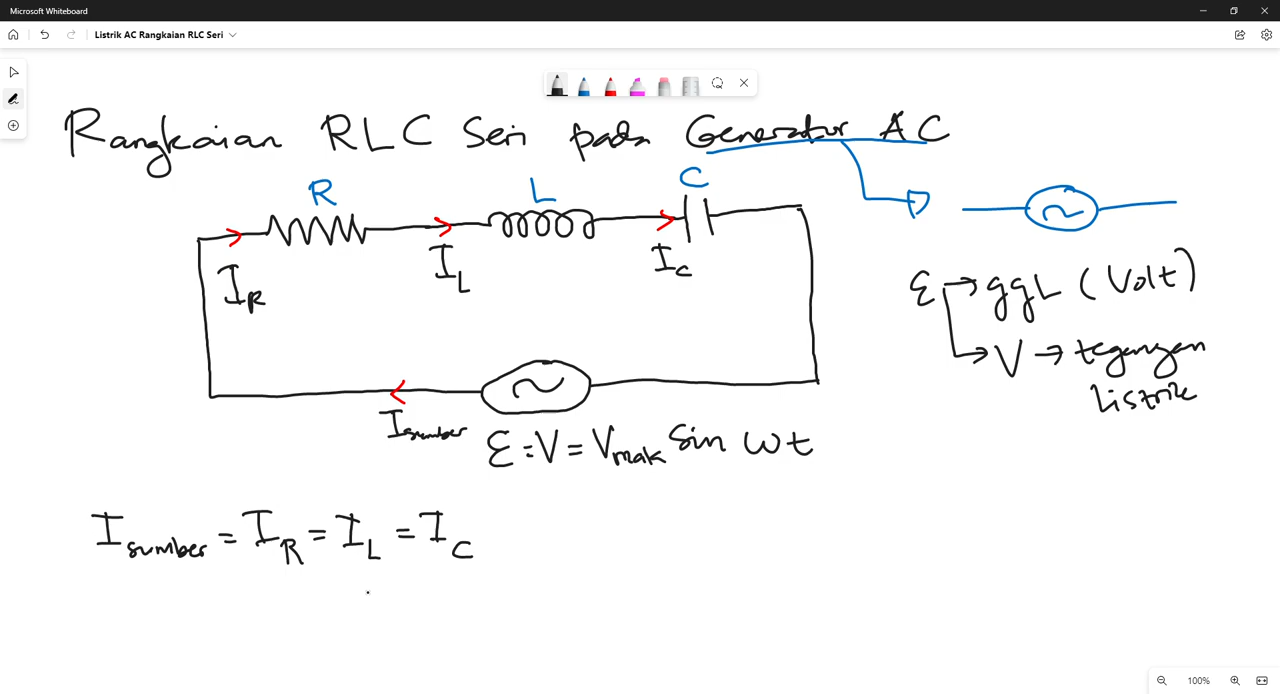 Microsoft Whiteboard
Listrik AC Rangkaian RLC Seri
Rangkaian RLC Seri pada Generator AC
R
L
C
I_R
I_L
I_C
ε → ggL (Volt)
→ V → tegangan
listrik
I_sumber
ε = V = V_mak sin ωt
I_sumber = I_R = I_L = I_C
100%